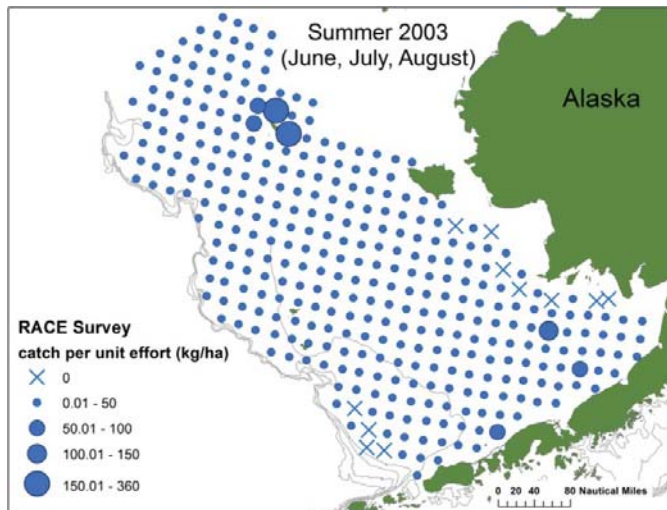 Summer 2003
(June, July, August)
Alaska
RACE Survey
catch per unit effort (kg/ha)
0
0.01 - 50
50.01 - 100
100.01 - 150
150.01 - 360
0 20 40 80 Nautical Miles